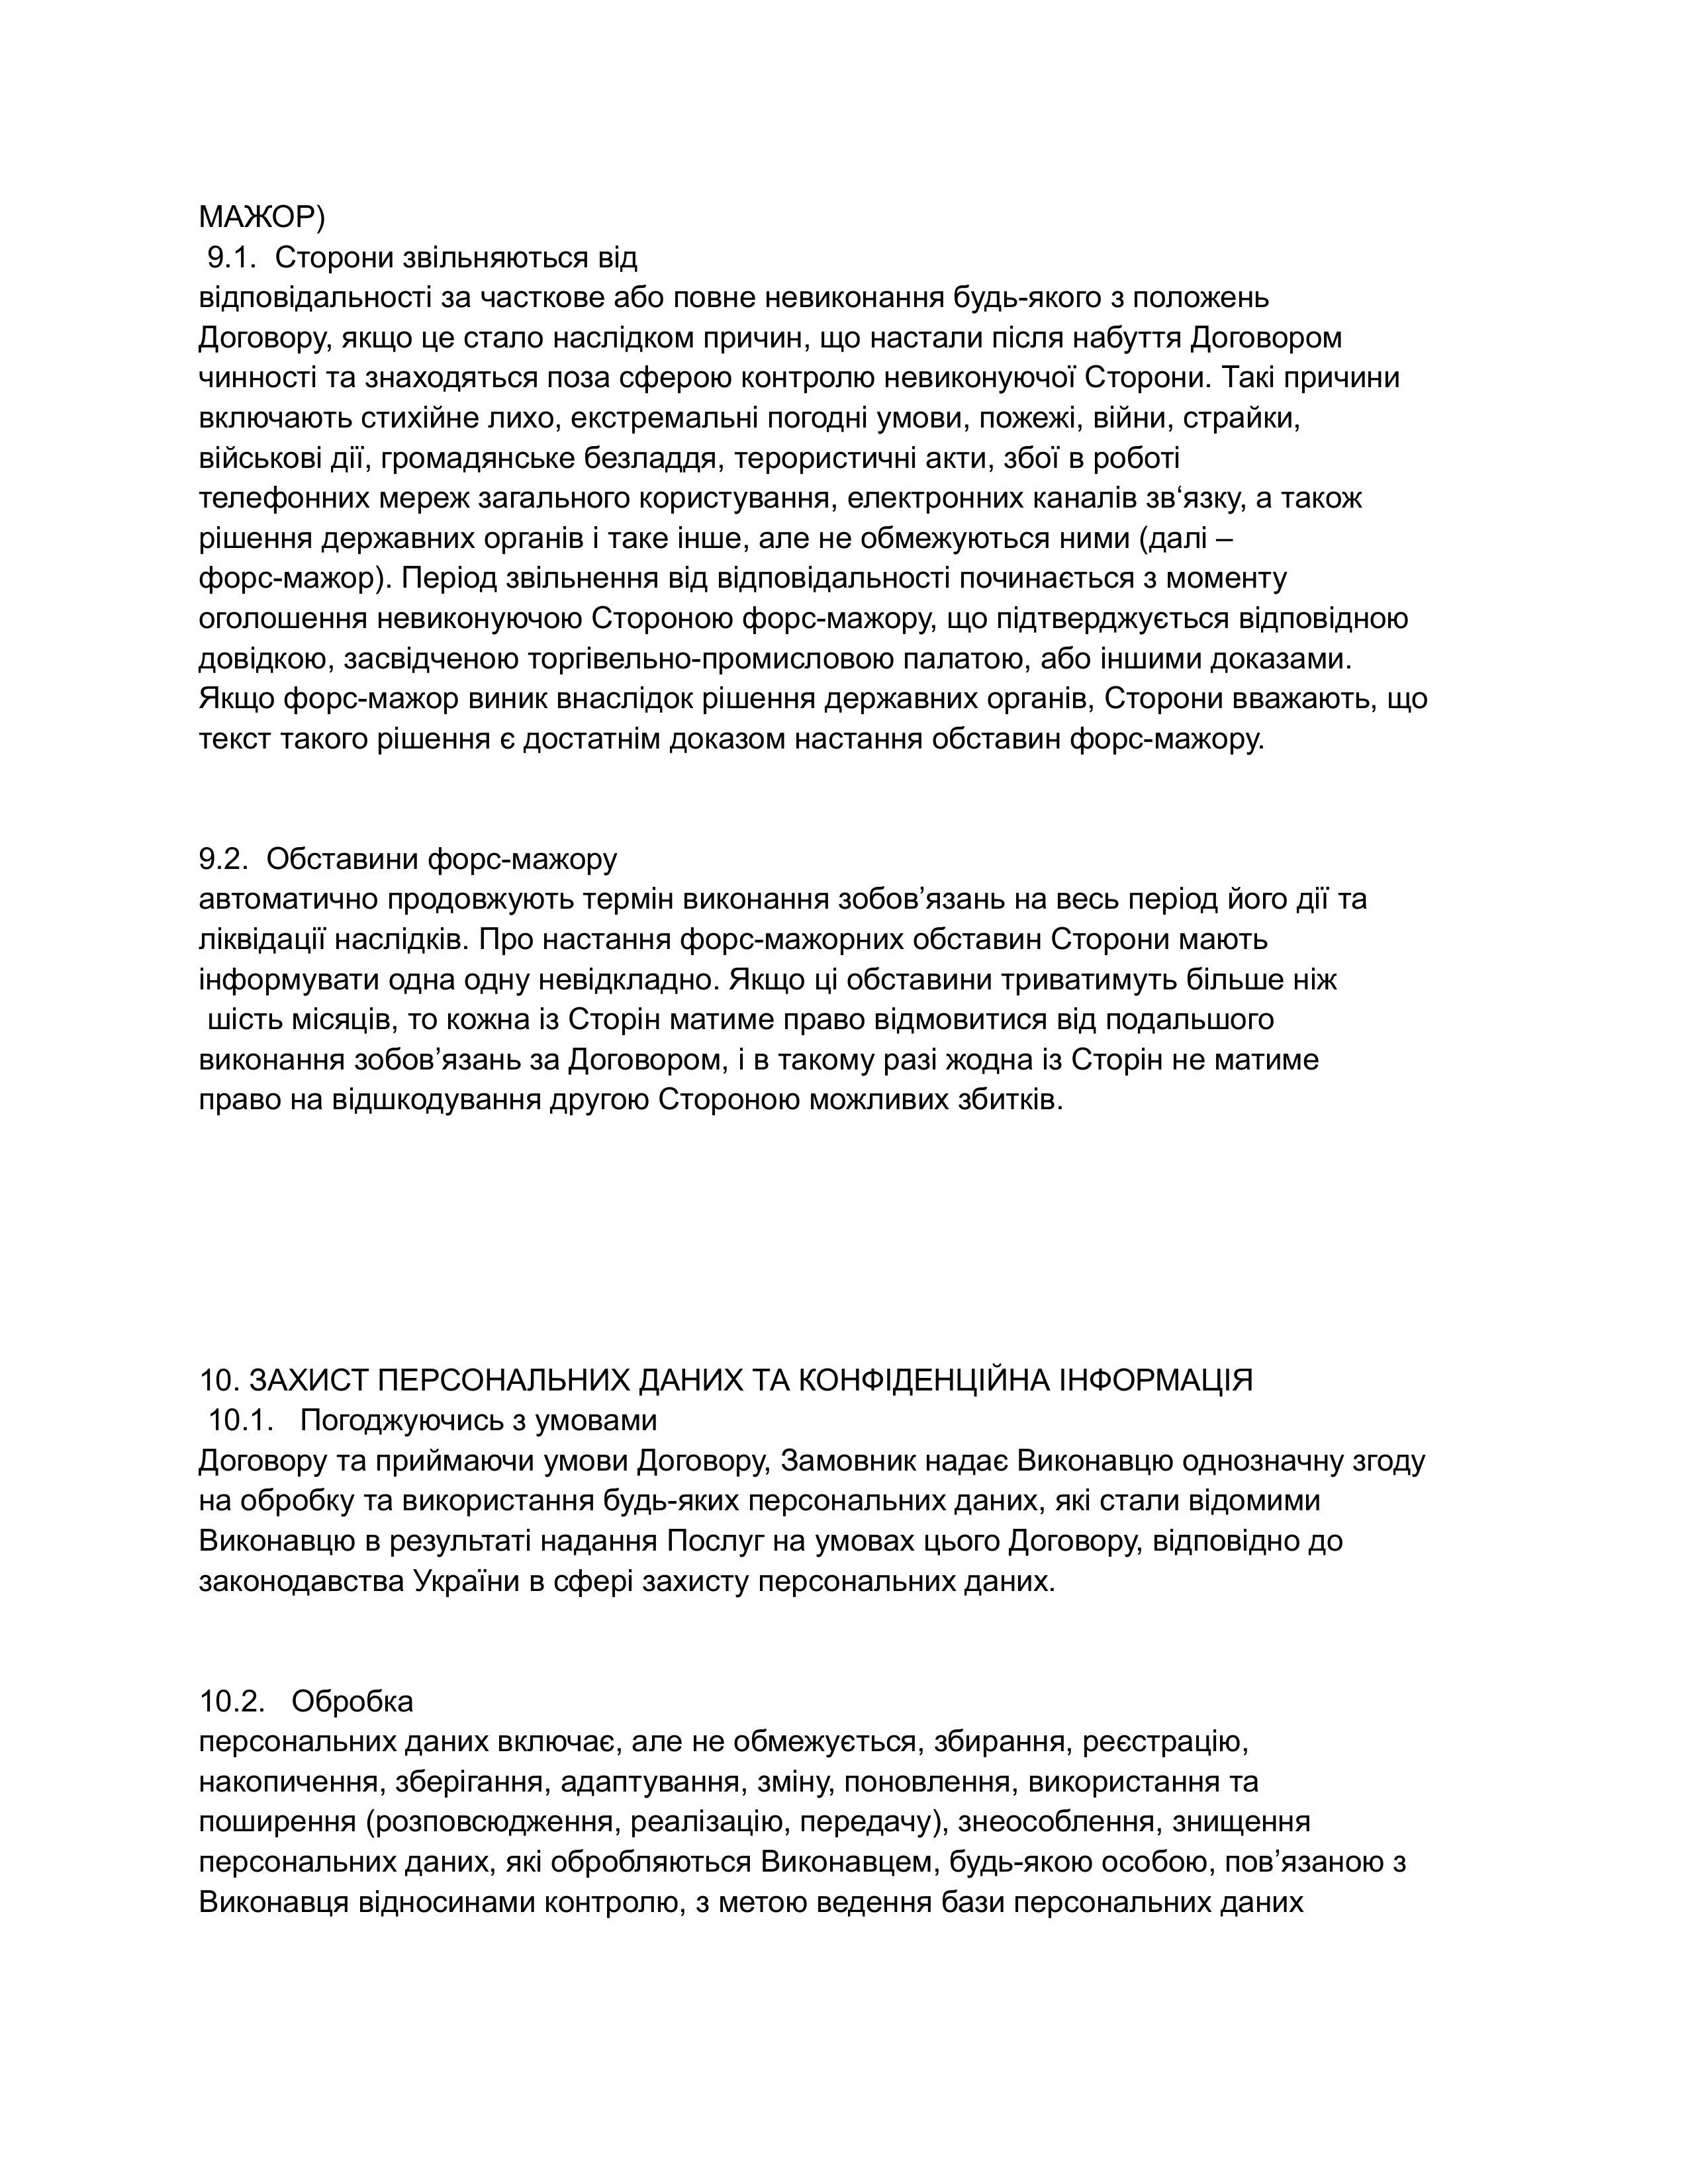 МАЖОР)
9.1.  Сторони звільняються від
відповідальності за часткове або повне невиконання будь-якого з положень
Договору, якщо це стало наслідком причин, що настали після набуття Договором
чинності та знаходяться поза сферою контролю невиконуючої Сторони. Такі причини
включають стихійне лихо, екстремальні погодні умови, пожежі, війни, страйки,
військові дії, громадянське безладдя, терористичні акти, збої в роботі
телефонних мереж загального користування, електронних каналів зв‘язку, а також
рішення державних органів і таке інше, але не обмежуються ними (далі –
форс-мажор). Період звільнення від відповідальності починається з моменту
оголошення невиконуючою Стороною форс-мажору, що підтверджується відповідною
довідкою, засвідченою торгівельно-промисловою палатою, або іншими доказами.
Якщо форс-мажор виник внаслідок рішення державних органів, Сторони вважають, що
текст такого рішення є достатнім доказом настання обставин форс-мажору.
9.2.  Обставини форс-мажору
автоматично продовжують термін виконання зобов’язань на весь період його дії та
ліквідації наслідків. Про настання форс-мажорних обставин Сторони мають
інформувати одна одну невідкладно. Якщо ці обставини триватимуть більше ніж
шість місяців, то кожна із Сторін матиме право відмовитися від подальшого
виконання зобов’язань за Договором, і в такому разі жодна із Сторін не матиме
право на відшкодування другою Стороною можливих збитків.
10. ЗАХИСТ ПЕРСОНАЛЬНИХ ДАНИХ ТА КОНФІДЕНЦІЙНА ІНФОРМАЦІЯ
10.1.   Погоджуючись з умовами
Договору та приймаючи умови Договору, Замовник надає Виконавцю однозначну згоду
на обробку та використання будь-яких персональних даних, які стали відомими
Виконавцю в результаті надання Послуг на умовах цього Договору, відповідно до
законодавства України в сфері захисту персональних даних.
10.2.   Обробка
персональних даних включає, але не обмежується, збирання, реєстрацію,
накопичення, зберігання, адаптування, зміну, поновлення, використання та
поширення (розповсюдження, реалізацію, передачу), знеособлення, знищення
персональних даних, які обробляються Виконавцем, будь-якою особою, пов’язаною з
Виконавця відносинами контролю, з метою ведення бази персональних даних